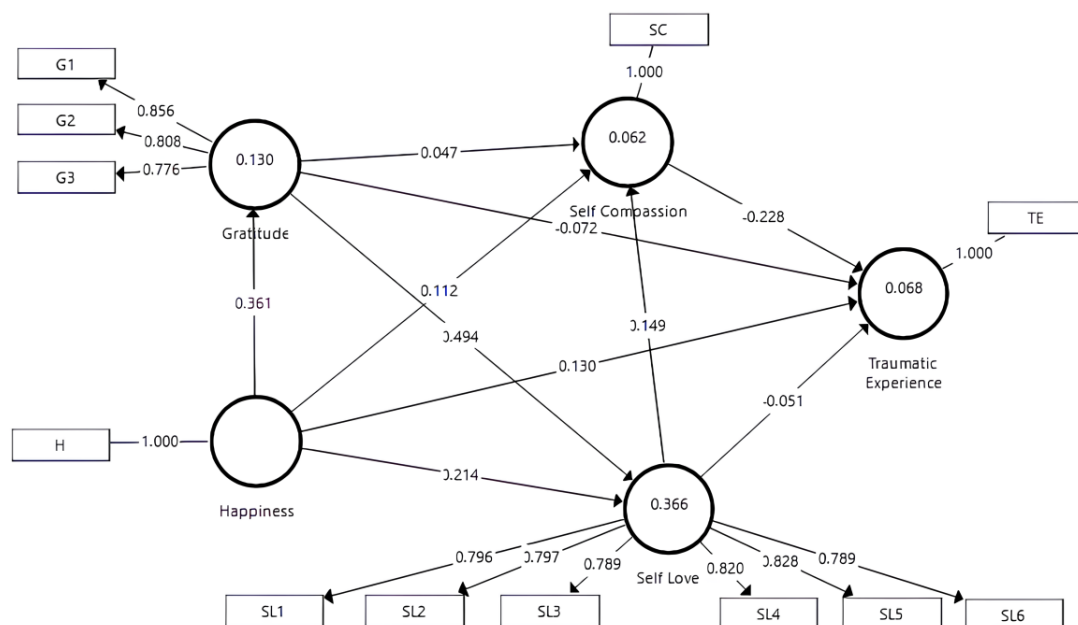 SC
G1
1.000
0.856
G2
0.808
0.062
0.130
0.047
G3
0.776
Self Compassion
-0.228
TE
Gratitude
-0.072
1.000
0.068
0.361
0.112
0.149
0.494
0.130
Traumatic
Experience
-0.051
H
1.000
0.214
Happiness
0.366
0.796
0.797
0.789
Self Love
0.820
0.828
0.789
SL1
SL2
SL3
SL4
SL5
SL6